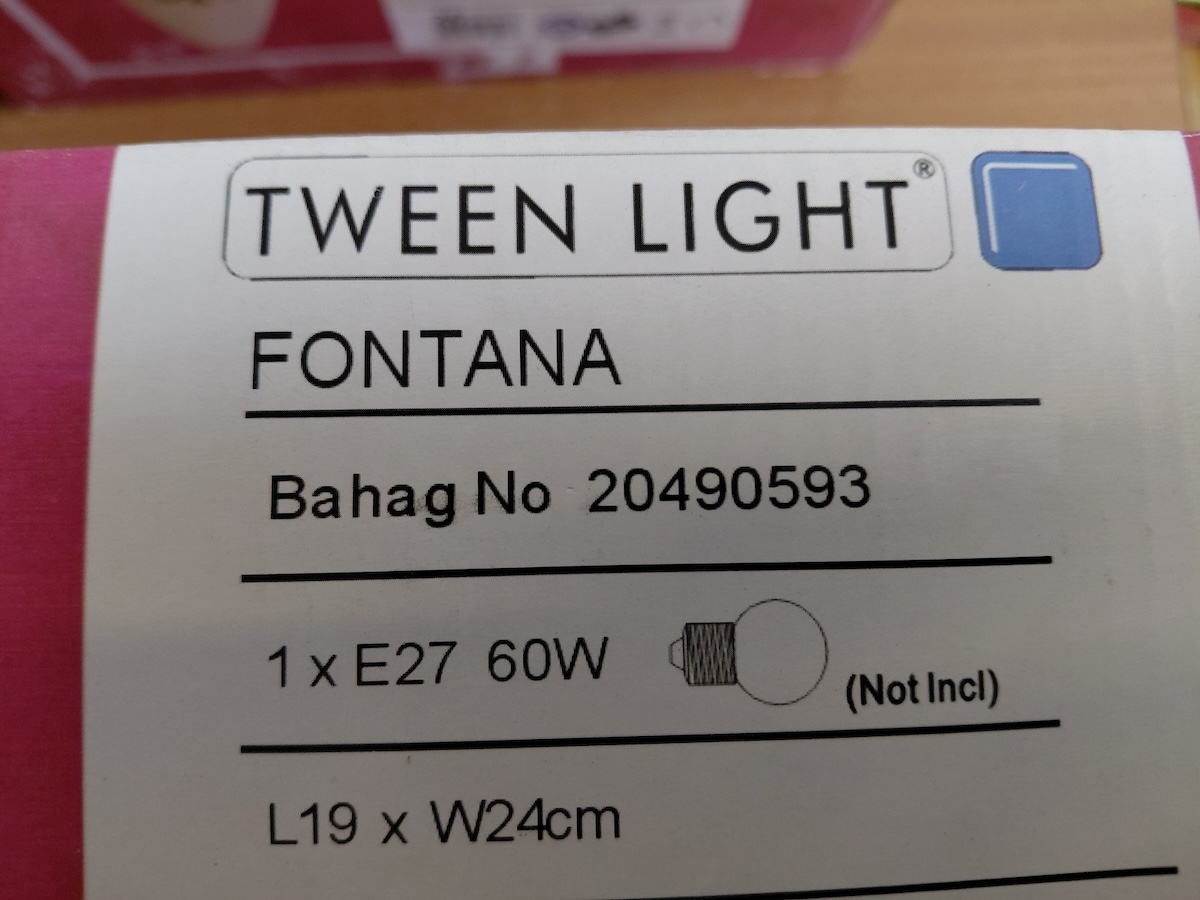 TWEEN LIGHT®
FONTANA
Bahag No 20490593
1 x E27 60W (Not Incl)
L19 x W24cm